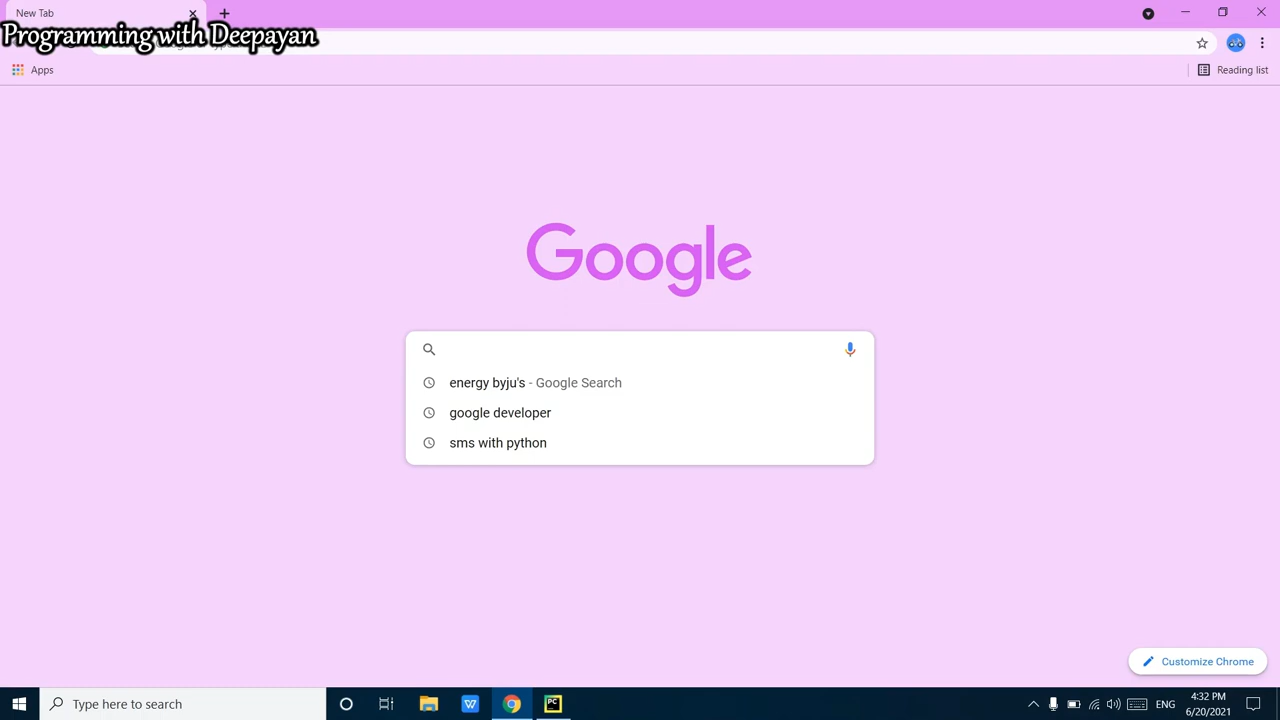 New Tab
Programming with Deepayan
Apps
Reading list
Google
energy byju's - Google Search
google developer
sms with python
Customize Chrome
Type here to search
W
PC
ENG
4:32 PM
6/20/2021